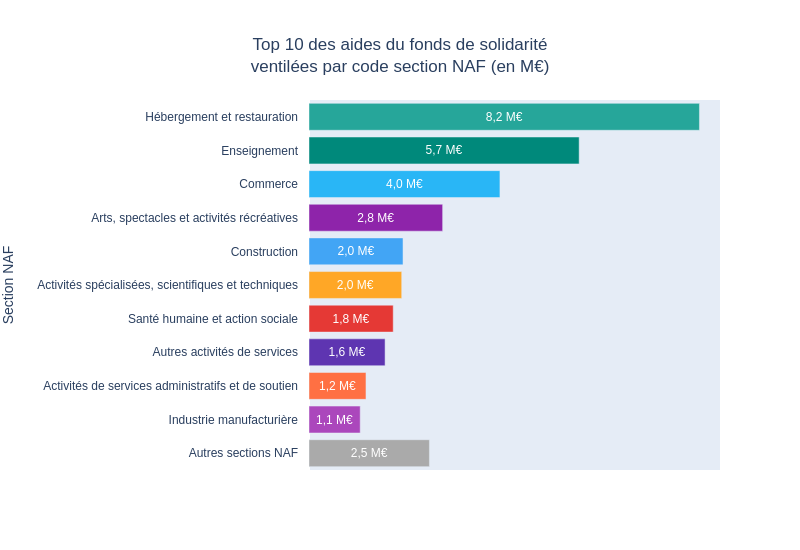 Top 10 des aides du fonds de solidarité
ventilées par code section NAF (en M€)
Section NAF
Hébergement et restauration 8,2 M€
Enseignement 5,7 M€
Commerce 4,0 M€
Arts, spectacles et activités récréatives 2,8 M€
Construction 2,0 M€
Activités spécialisées, scientifiques et techniques 2,0 M€
Santé humaine et action sociale 1,8 M€
Autres activités de services 1,6 M€
Activités de services administratifs et de soutien 1,2 M€
Industrie manufacturière 1,1 M€
Autres sections NAF 2,5 M€